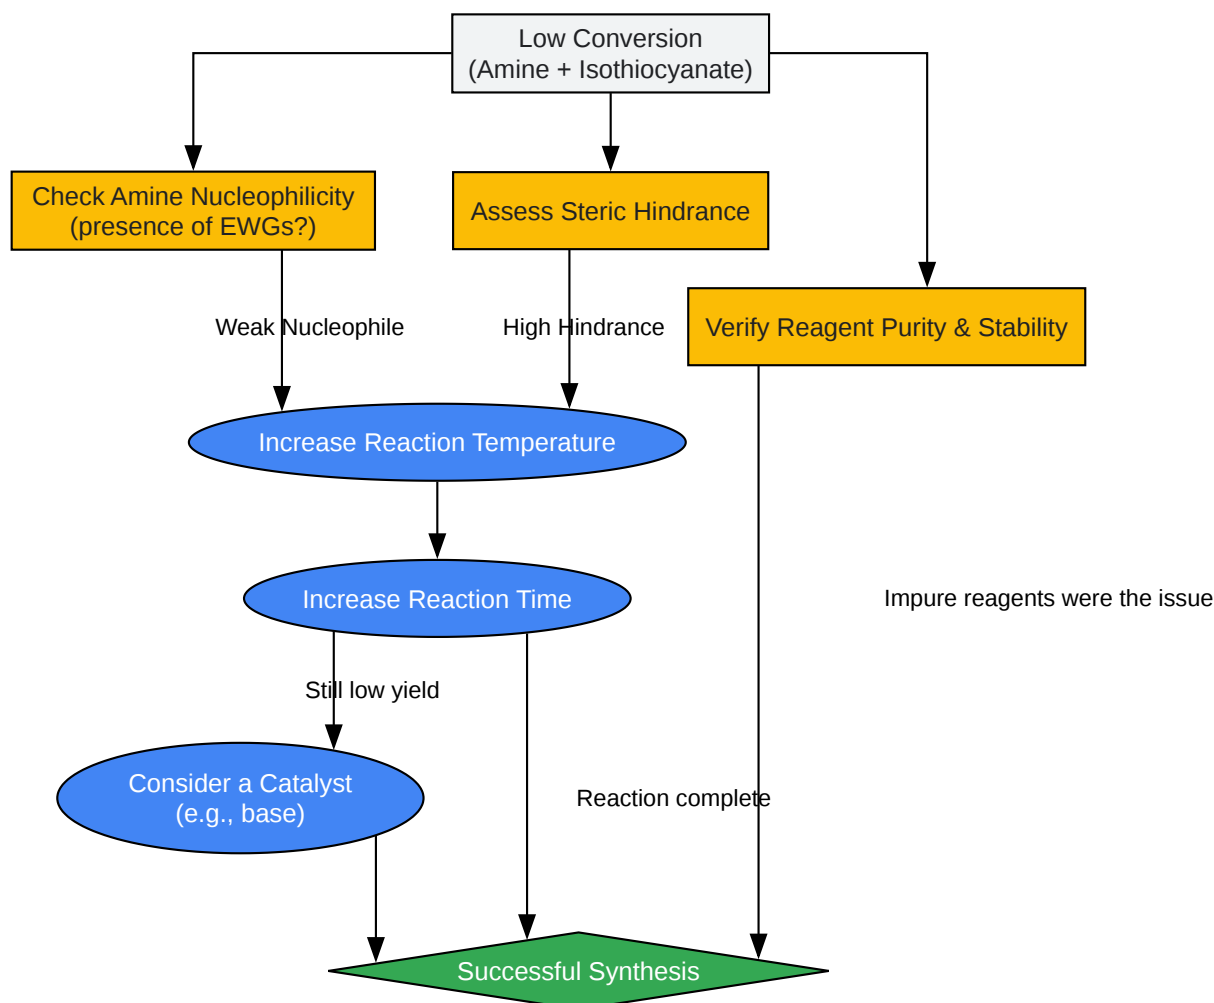 Low Conversion
(Amine + Isothiocyanate)
Check Amine Nucleophilicity
(presence of EWGs?)
Assess Steric Hindrance
Verify Reagent Purity & Stability
Weak Nucleophile
High Hindrance
Increase Reaction Temperature
Increase Reaction Time
Impure reagents were the issue
Still low yield
Consider a Catalyst
(e.g., base)
Reaction complete
Successful Synthesis